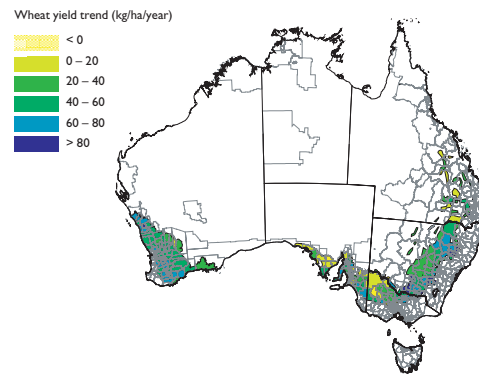 Wheat yield trend (kg/ha/year)
< 0
0 – 20
20 – 40
40 – 60
60 – 80
> 80